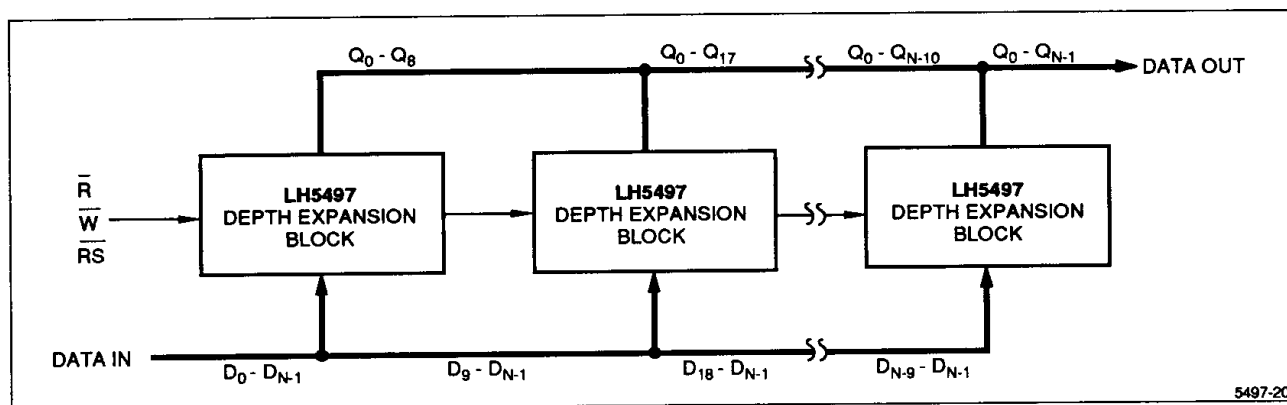 Q0 - Q8
Q0 - Q17
Q0 - QN-10
Q0 - QN-1
DATA OUT
R̅
W̅
R̅S̅
LH5497
DEPTH EXPANSION
BLOCK
LH5497
DEPTH EXPANSION
BLOCK
LH5497
DEPTH EXPANSION
BLOCK
DATA IN
D0 - DN-1
D9 - DN-1
D18 - DN-1
DN-9 - DN-1
5497-20